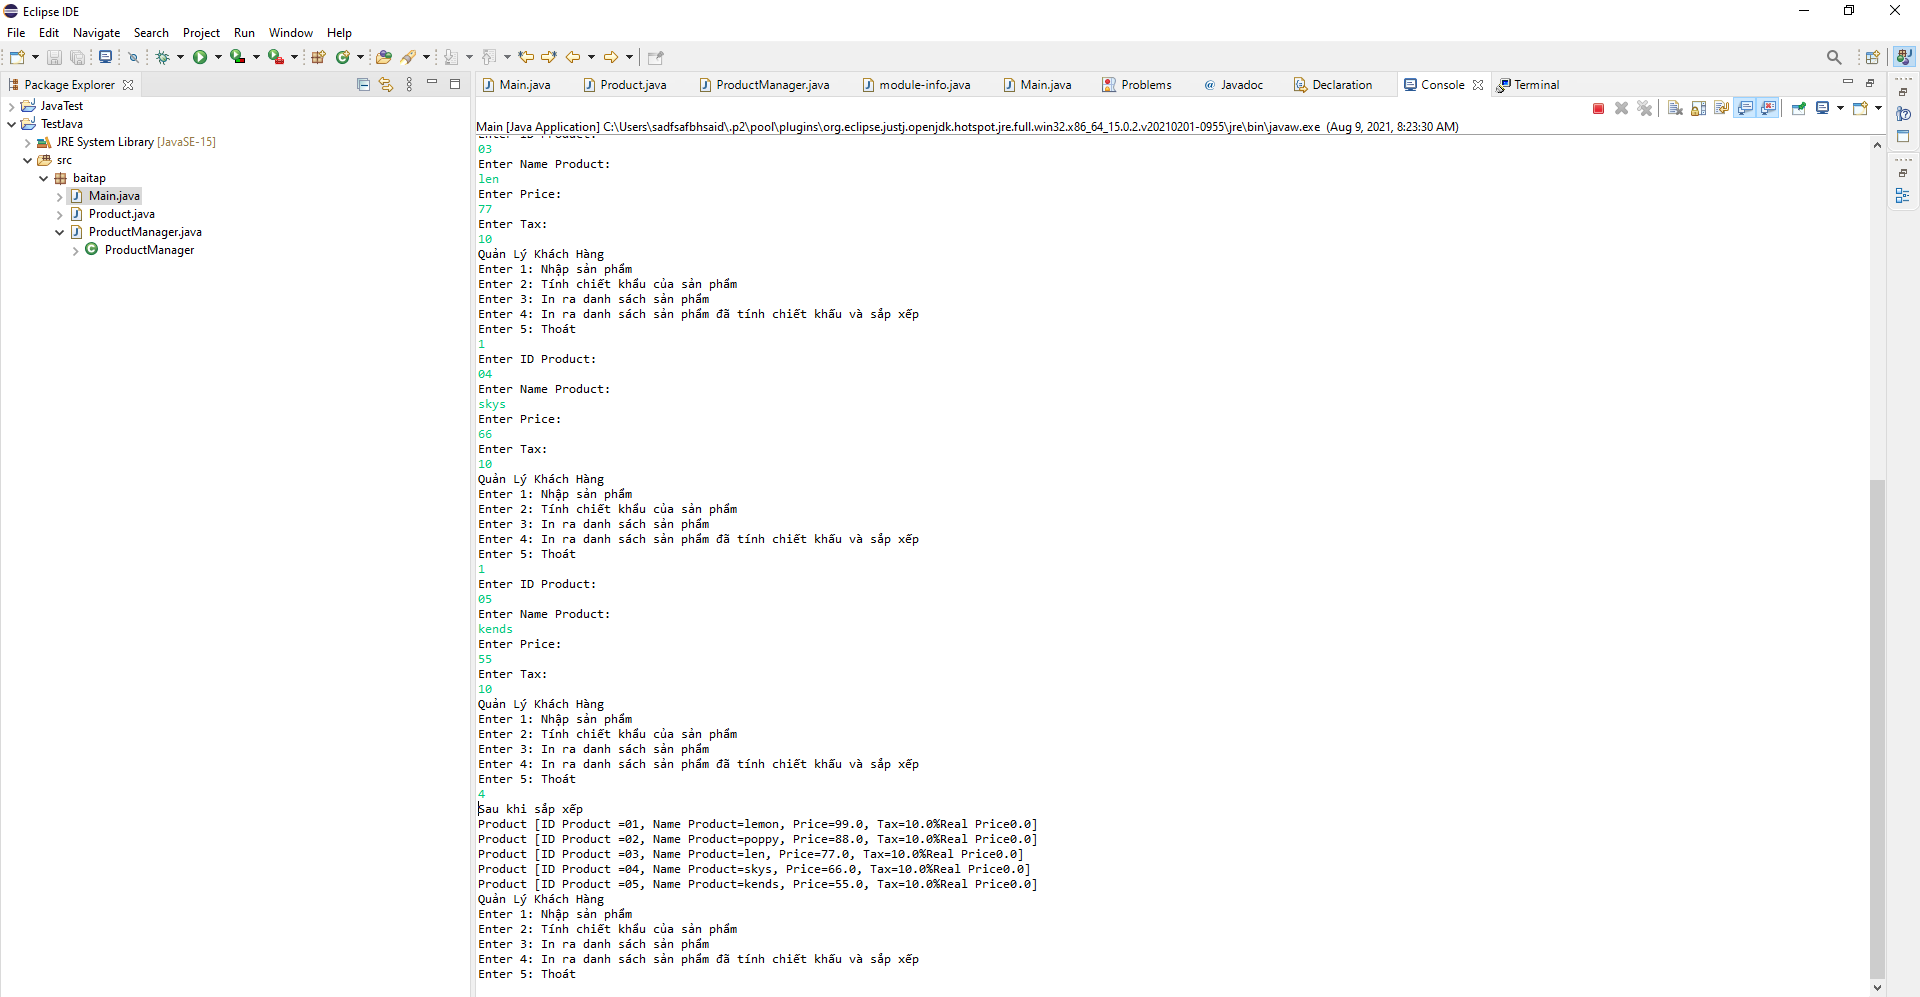 Eclipse IDE
File Edit Navigate Search Project Run Window Help
Package Explorer
JavaTest
TestJava
JRE System Library [JavaSE-15]
src
baitap
Main.java
Product.java
ProductManager.java
ProductManager
Main.java Product.java ProductManager.java module-info.java Main.java Problems @ Javadoc Declaration Console Terminal
Main [Java Application] C:\Users\sadfsafbhsaid\.p2\pool\plugins\org.eclipse.justj.openjdk.hotspot.jre.full.win32.x86_64_15.0.2.v20210201-0955\jre\bin\javaw.exe (Aug 9, 2021, 8:23:30 AM)
Enter ID Product:
03
Enter Name Product:
len
Enter Price:
77
Enter Tax:
10
Quản Lý Khách Hàng
Enter 1: Nhập sản phẩm
Enter 2: Tính chiết khẩu của sản phẩm
Enter 3: In ra danh sách sản phẩm
Enter 4: In ra danh sách sản phẩm đã tính chiết khấu và sắp xếp
Enter 5: Thoát
1
Enter ID Product:
04
Enter Name Product:
skys
Enter Price:
66
Enter Tax:
10
Quản Lý Khách Hàng
Enter 1: Nhập sản phẩm
Enter 2: Tính chiết khẩu của sản phẩm
Enter 3: In ra danh sách sản phẩm
Enter 4: In ra danh sách sản phẩm đã tính chiết khấu và sắp xếp
Enter 5: Thoát
1
Enter ID Product:
05
Enter Name Product:
kends
Enter Price:
55
Enter Tax:
10
Quản Lý Khách Hàng
Enter 1: Nhập sản phẩm
Enter 2: Tính chiết khẩu của sản phẩm
Enter 3: In ra danh sách sản phẩm
Enter 4: In ra danh sách sản phẩm đã tính chiết khấu và sắp xếp
Enter 5: Thoát
4
Sau khi sắp xếp
Product [ID Product =01, Name Product=lemon, Price=99.0, Tax=10.0%Real Price0.0]
Product [ID Product =02, Name Product=poppy, Price=88.0, Tax=10.0%Real Price0.0]
Product [ID Product =03, Name Product=len, Price=77.0, Tax=10.0%Real Price0.0]
Product [ID Product =04, Name Product=skys, Price=66.0, Tax=10.0%Real Price0.0]
Product [ID Product =05, Name Product=kends, Price=55.0, Tax=10.0%Real Price0.0]
Quản Lý Khách Hàng
Enter 1: Nhập sản phẩm
Enter 2: Tính chiết khẩu của sản phẩm
Enter 3: In ra danh sách sản phẩm
Enter 4: In ra danh sách sản phẩm đã tính chiết khấu và sắp xếp
Enter 5: Thoát